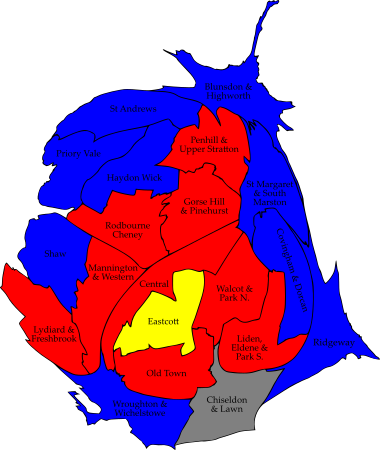 Blunsdon &
Highworth
St Andrews
Penhill &
Upper Stratton
Priory Vale
Haydon Wick
St Margaret
& South
Marston
Gorse Hill
& Pinehurst
Rodbourne
Cheney
Covingham & Dorcan
Shaw
Mannington
& Western
Central
Walcot &
Park N.
Eastcott
Lydiard &
Freshbrook
Liden,
Eldene &
Park S.
Ridgeway
Old Town
Chiseldon
& Lawn
Wroughton &
Wichelstowe